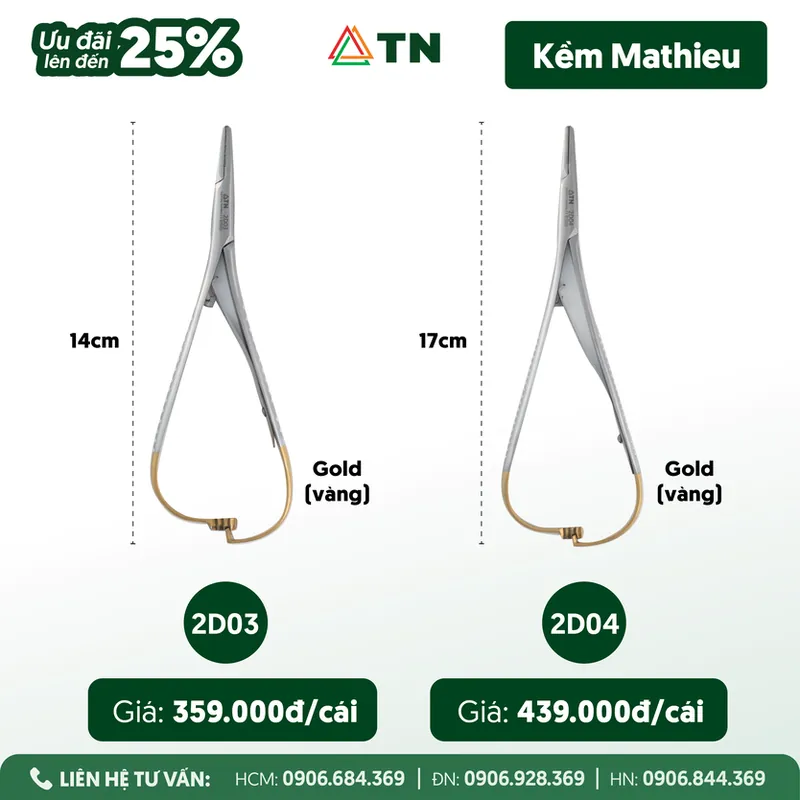 Ưu đãi
lên đến 25%
TN
Kềm Mathieu
14cm
Gold
(vàng)
17cm
Gold
(vàng)
TN
TN
2D03
2D04
Giá: 359.000đ/cái
Giá: 439.000đ/cái
LIÊN HỆ TƯ VẤN: HCM: 0906.684.369 | ĐN: 0906.928.369 | HN: 0906.844.369